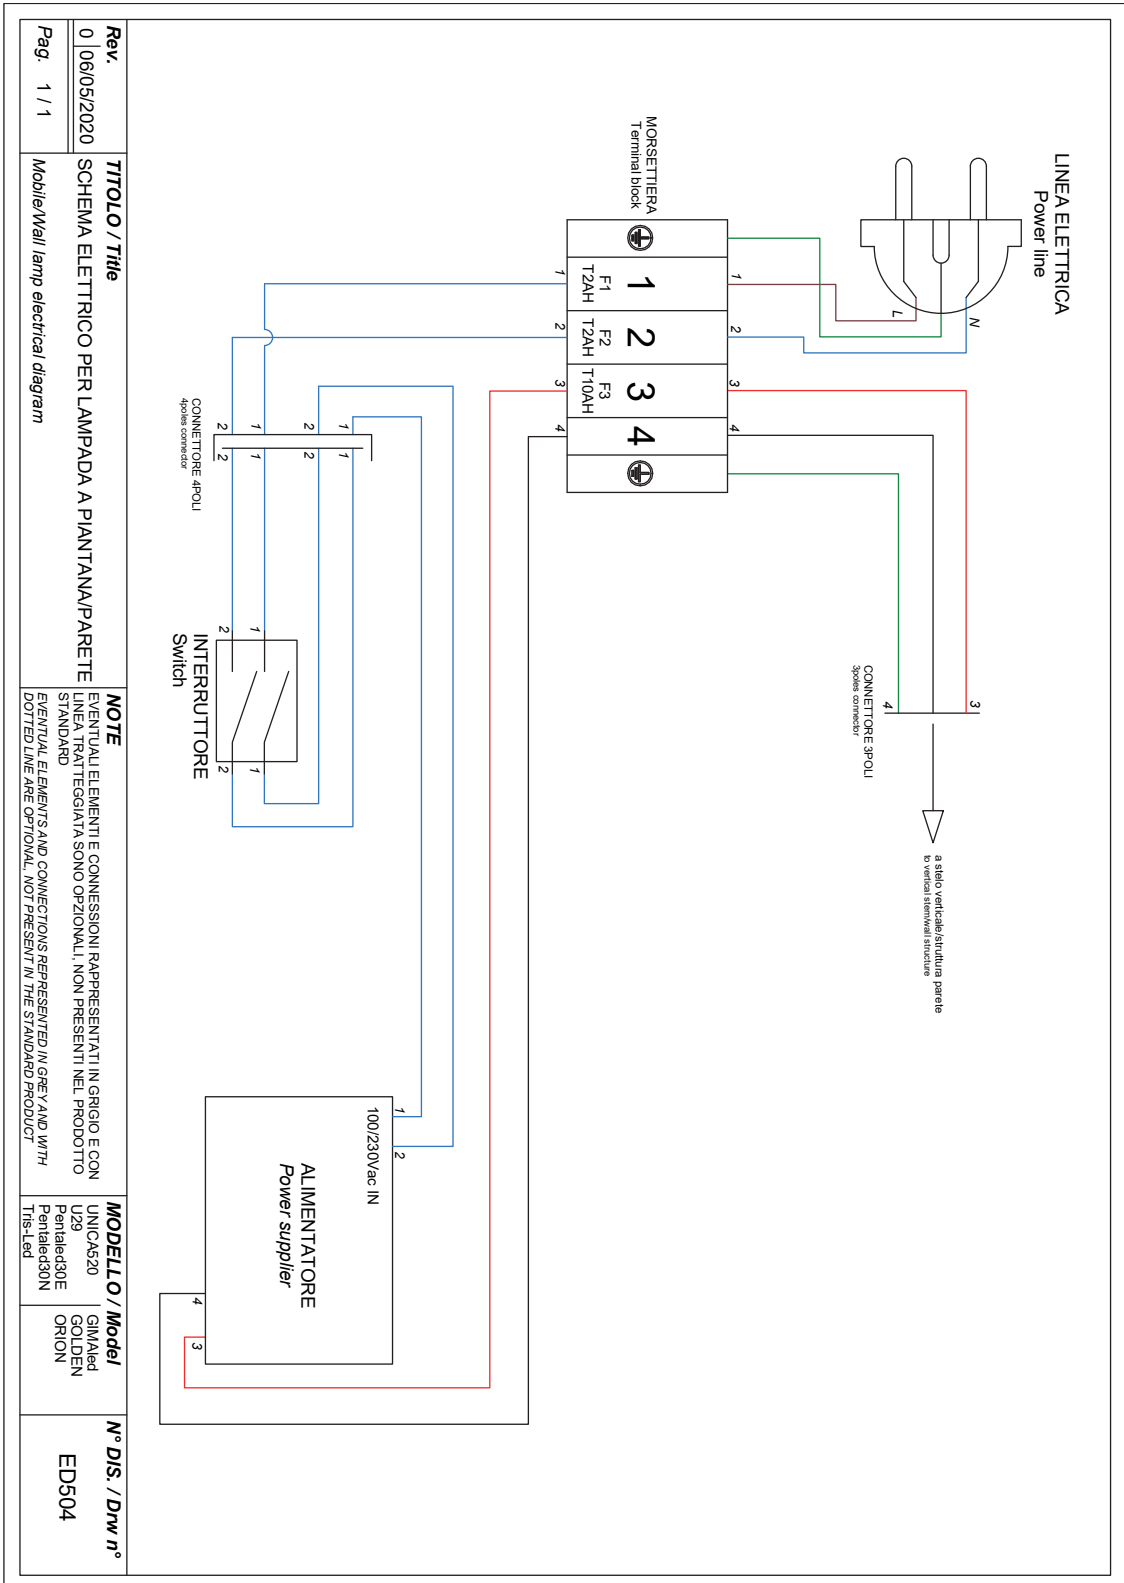 LINEA ELETTRICA
Power line
N
L
MORSETTIERA
Terminal block
1
2
3
4
F1
T2AH
F2
T2AH
F3
T10AH
1
2
3
4
1
2
3
4
3
4
CONNETTORE 3POLI
3poles connector
a stelo verticale/struttura parete
to vertical stem/wall structure
1
2
1
2
1
2
1
2
CONNETTORE 4POLI
4poles connector
1
2
1
2
INTERRUTTORE
Switch
1
2
100/230Vac IN
ALIMENTATORE
Power supplier
4
3
Rev.
0 06/05/2020
Pag. 1 / 1
TITOLO / Title
SCHEMA ELETTRICO PER LAMPADA A PIANTANA/PARETE
Mobile/Wall lamp electrical diagram
NOTE
EVENTUALI ELEMENTI E CONNESSIONI RAPPRESENTATI IN GRIGIO E CON
LINEA TRATTEGGIATA SONO OPZIONALI, NON PRESENTI NEL PRODOTTO
STANDARD
EVENTUAL ELEMENTS AND CONNECTIONS REPRESENTED IN GREY AND WITH
DOTTED LINE ARE OPTIONAL, NOT PRESENT IN THE STANDARD PRODUCT
MODELLO / Model
UNICA520
U29
Pentaled30E
Pentaled30N
Tris-Led
GIMAled
GOLDEN
ORION
N° DIS. / Drw n°
ED504